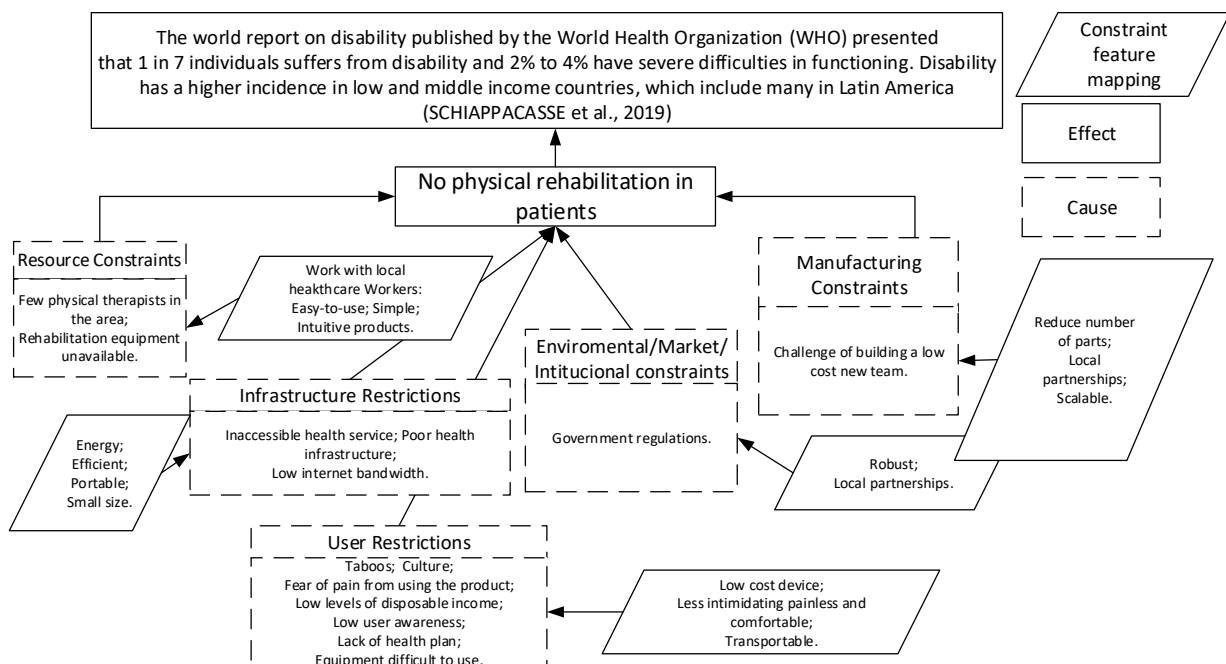 The world report on disability published by the World Health Organization (WHO) presented
that 1 in 7 individuals suffers from disability and 2% to 4% have severe difficulties in functioning. Disability
has a higher incidence in low and middle income countries, which include many in Latin America
(SCHIAPPACASSE et al., 2019)
Constraint
feature
mapping
Effect
Cause
No physical rehabilitation in
patients
Resource Constraints
Few physical therapists in
the area;
Rehabilitation equipment
unavailable.
Work with local
healthcare Workers:
Easy-to-use; Simple;
Intuitive products.
Manufacturing
Constraints
Challenge of building a low
cost new team.
Reduce number
of parts;
Local
partnerships;
Scalable.
Enviromental/Market/
Intitucional constraints
Government regulations.
Infrastructure Restrictions
Inaccessible health service; Poor health
infrastructure;
Low internet bandwidth.
Energy;
Efficient;
Portable;
Small size.
Robust;
Local partnerships.
User Restrictions
Taboos; Culture;
Fear of pain from using the product;
Low levels of disposable income;
Low user awareness;
Lack of health plan;
Equipment difficult to use.
Low cost device;
Less intimidating painless and
comfortable;
Transportable.